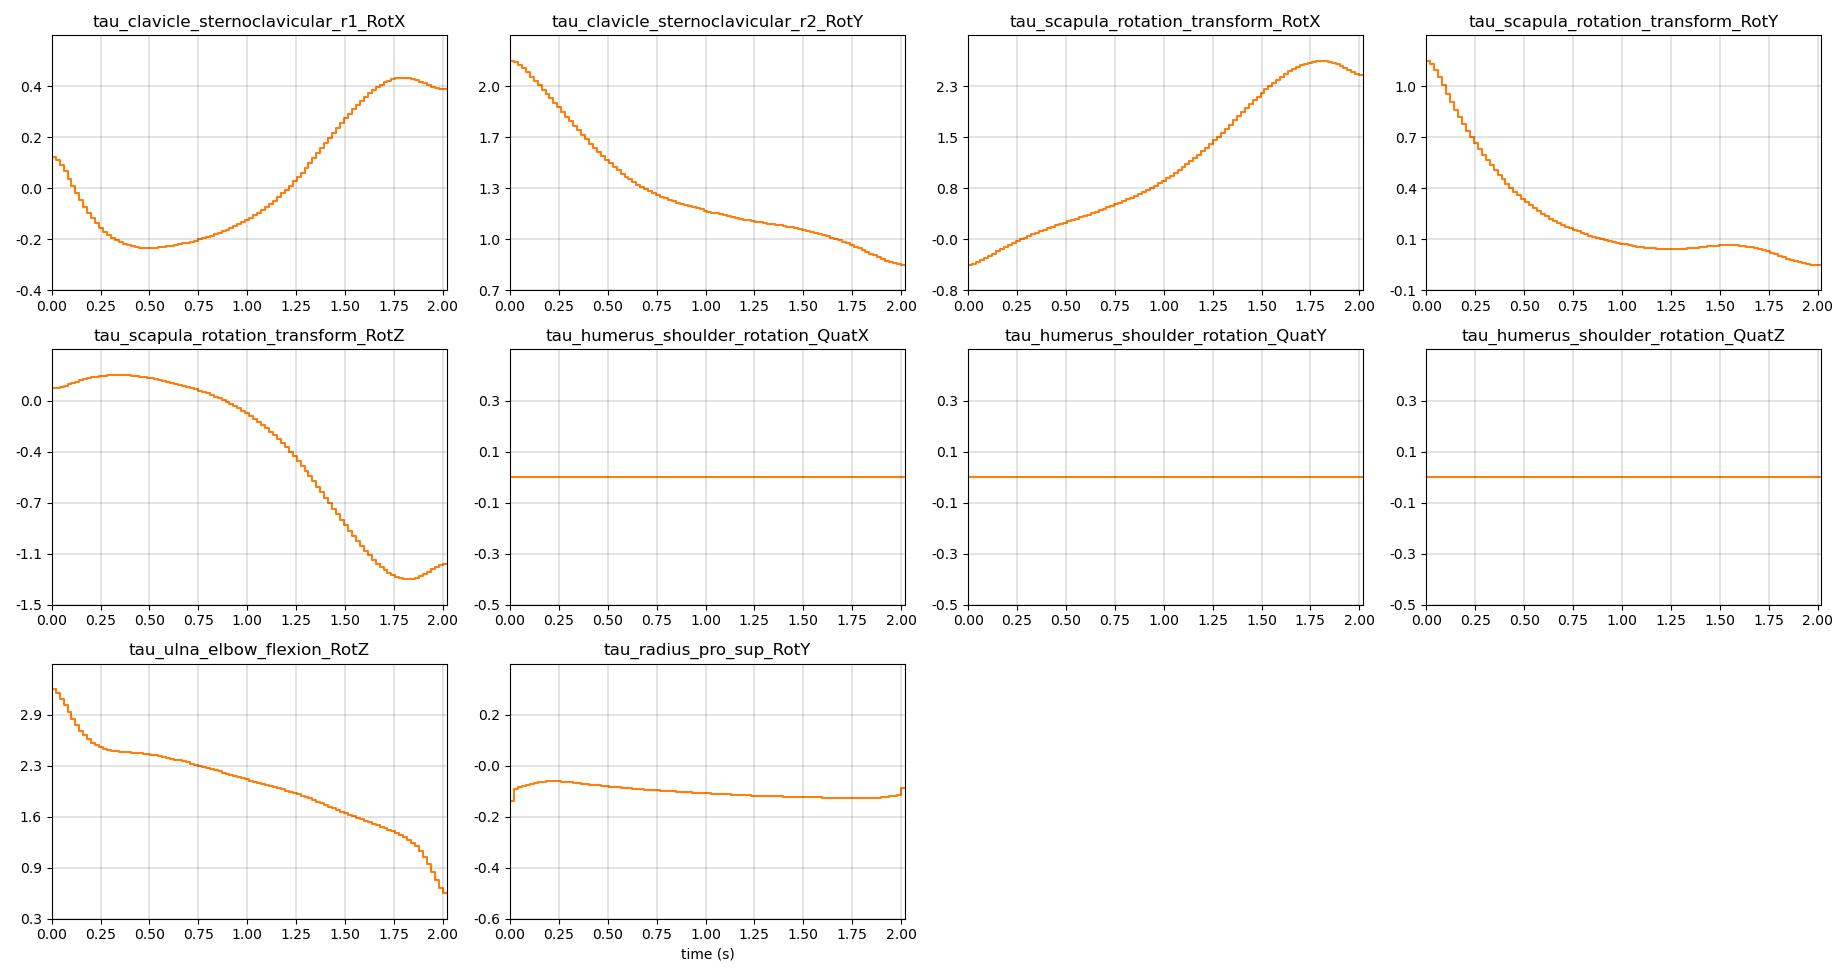 tau_clavicle_sternoclavicular_r1_RotX
0.4
0.2
0.0
-0.2
-0.4
0.00 0.25 0.50 0.75 1.00 1.25 1.50 1.75 2.00
tau_clavicle_sternoclavicular_r2_RotY
2.0
1.7
1.3
1.0
0.7
0.00 0.25 0.50 0.75 1.00 1.25 1.50 1.75 2.00
tau_scapula_rotation_transform_RotX
2.3
1.5
0.8
-0.0
-0.8
0.00 0.25 0.50 0.75 1.00 1.25 1.50 1.75 2.00
tau_scapula_rotation_transform_RotY
1.0
0.7
0.4
0.1
-0.1
0.00 0.25 0.50 0.75 1.00 1.25 1.50 1.75 2.00
tau_scapula_rotation_transform_RotZ
0.0
-0.4
-0.7
-1.1
-1.5
0.00 0.25 0.50 0.75 1.00 1.25 1.50 1.75 2.00
tau_humerus_shoulder_rotation_QuatX
0.3
0.1
-0.1
-0.3
-0.5
0.00 0.25 0.50 0.75 1.00 1.25 1.50 1.75 2.00
tau_humerus_shoulder_rotation_QuatY
0.3
0.1
-0.1
-0.3
-0.5
0.00 0.25 0.50 0.75 1.00 1.25 1.50 1.75 2.00
tau_humerus_shoulder_rotation_QuatZ
0.3
0.1
-0.1
-0.3
-0.5
0.00 0.25 0.50 0.75 1.00 1.25 1.50 1.75 2.00
tau_ulna_elbow_flexion_RotZ
2.9
2.3
1.6
0.9
0.3
0.00 0.25 0.50 0.75 1.00 1.25 1.50 1.75 2.00
tau_radius_pro_sup_RotY
0.2
-0.0
-0.2
-0.4
-0.6
0.00 0.25 0.50 0.75 1.00 1.25 1.50 1.75 2.00
time (s)